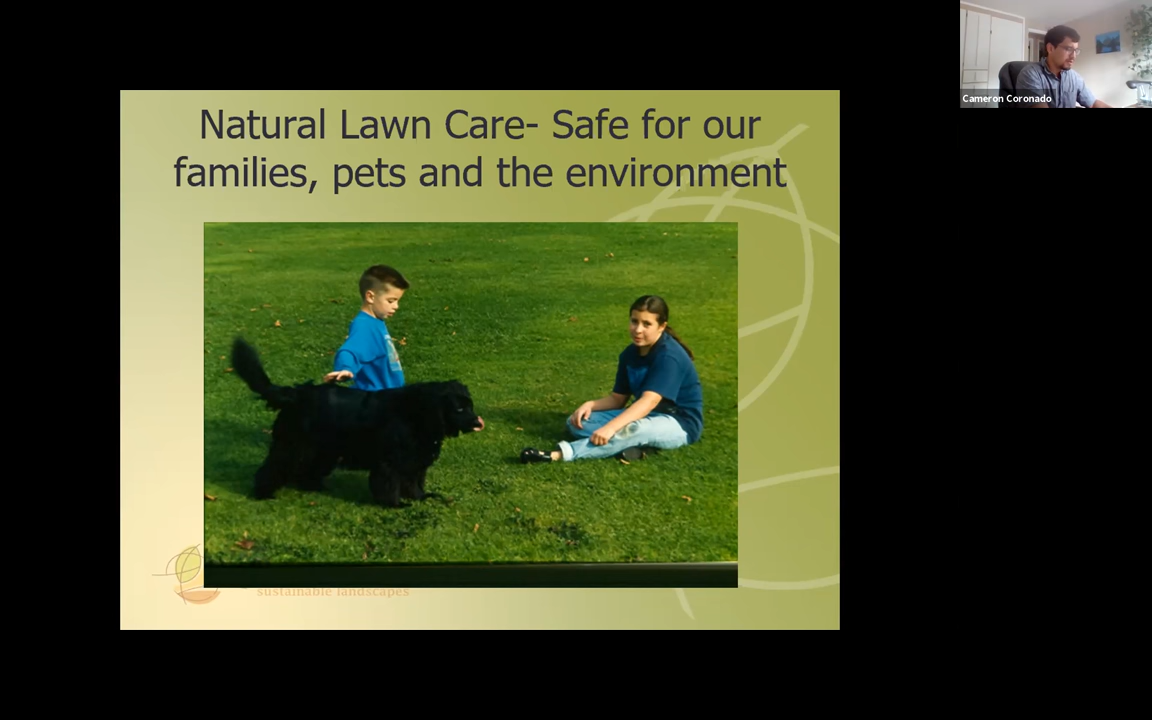 Natural Lawn Care- Safe for our
families, pets and the environment
sustainable landscapes
Cameron Coronado